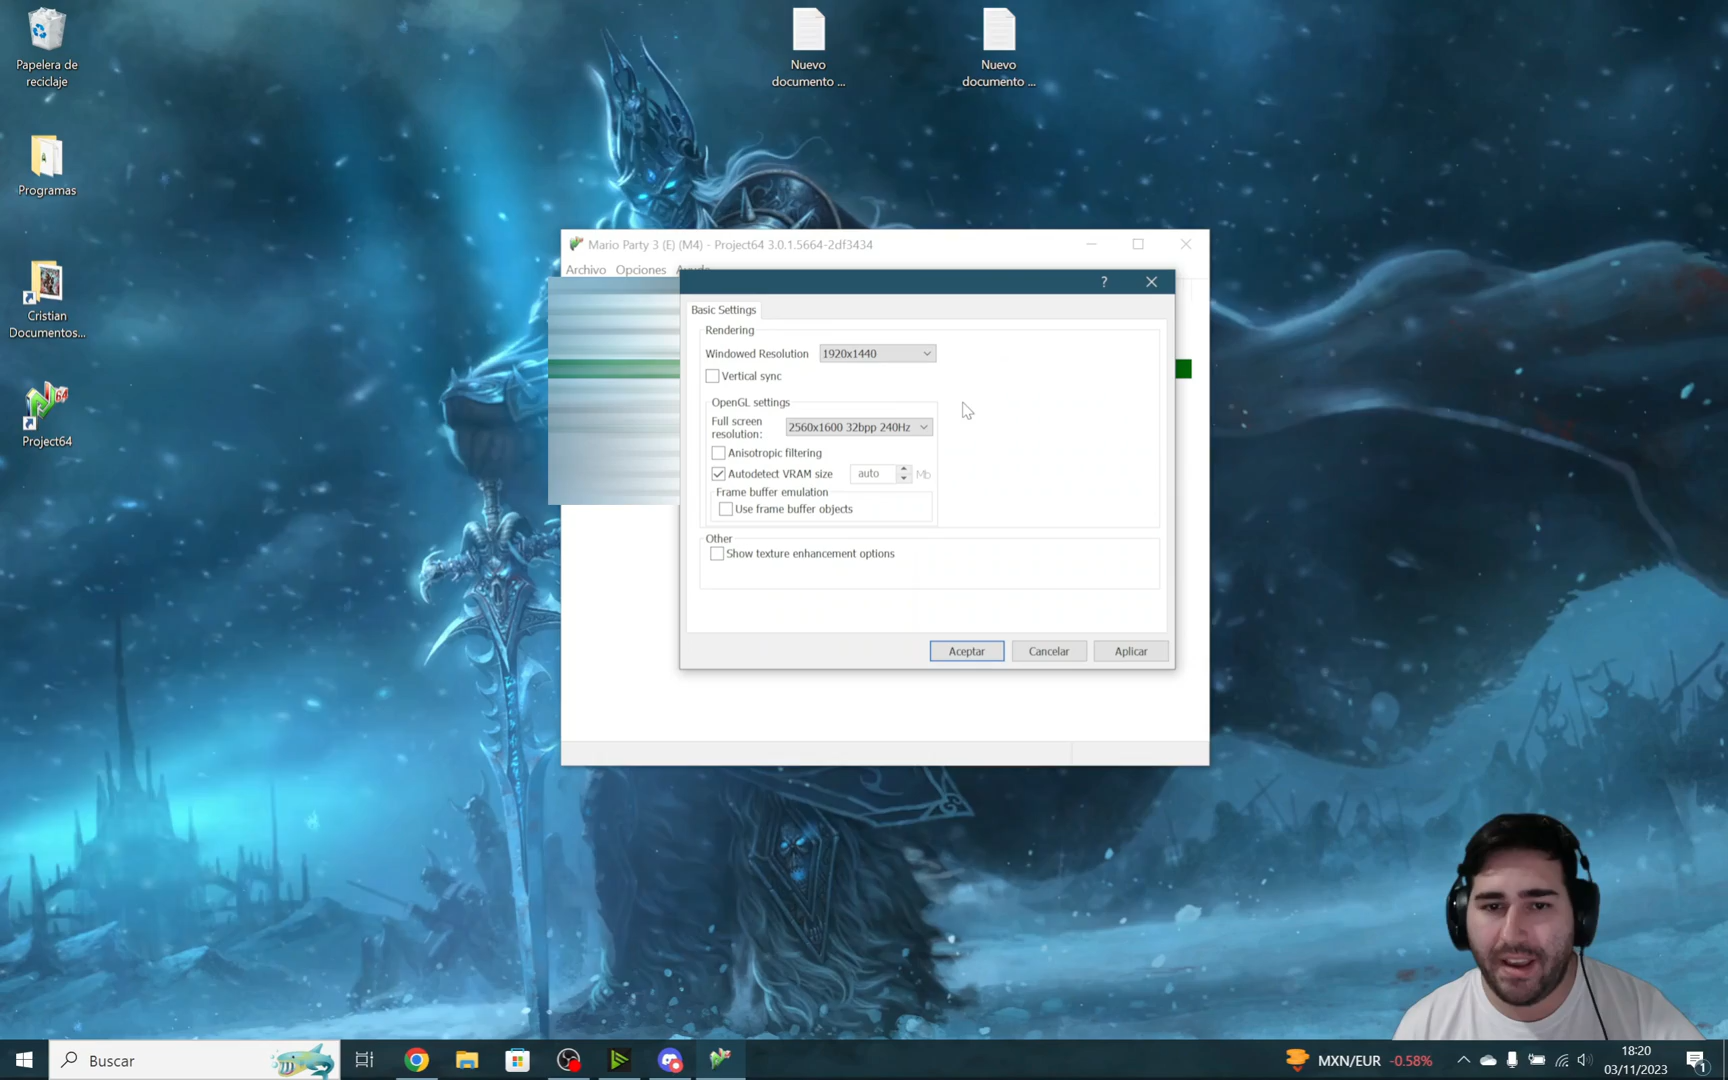 Papelera de
reciclaje
Programas
Cristian
Documentos...
Project64
Nuevo
documento ...
Nuevo
documento ...
Mario Party 3 (E) (M4) - Project64 3.0.1.5664-2df3434
Archivo Opciones Ayuda
?
Basic Settings
Rendering
Windowed Resolution 1920x1440
Vertical sync
OpenGL settings
Full screen
resolution: 2560x1600 32bpp 240Hz
Anisotropic filtering
Autodetect VRAM size auto Mb
Frame buffer emulation
Use frame buffer objects
Other
Show texture enhancement options
Aceptar Cancelar Aplicar
Buscar
MXN/EUR -0.58%
18:20
03/11/2023
1